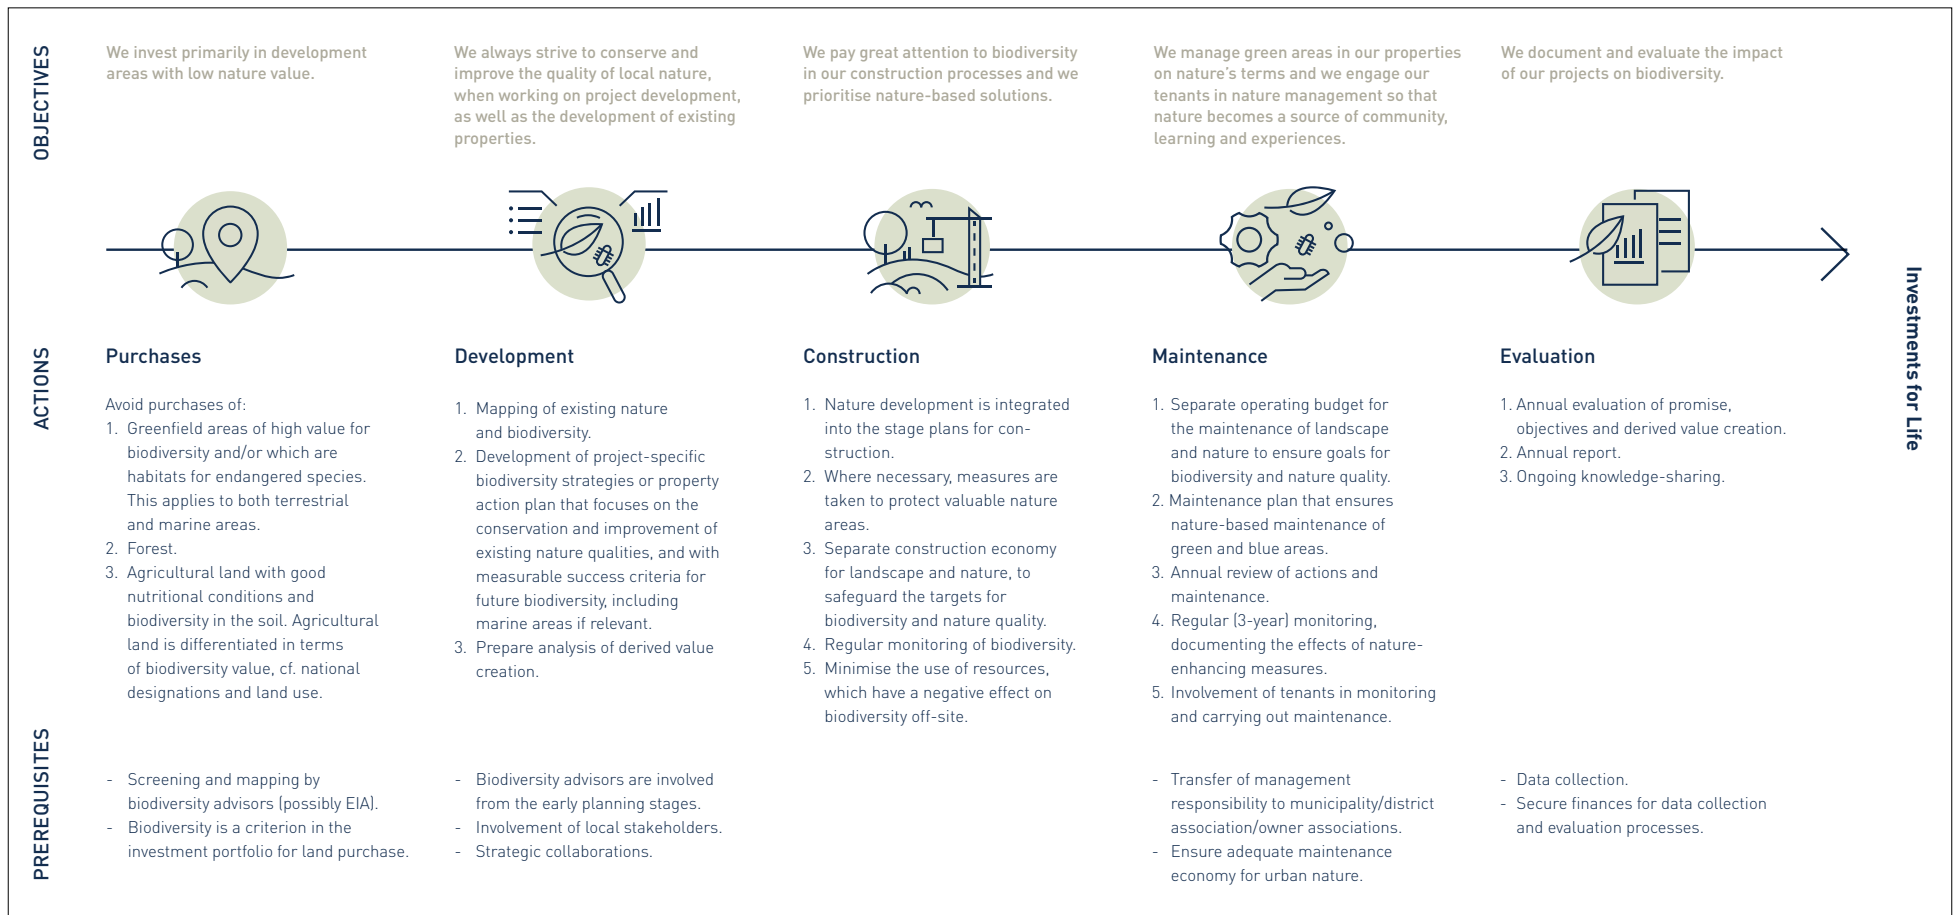 OBJECTIVES
We invest primarily in development
areas with low nature value.
We always strive to conserve and
improve the quality of local nature,
when working on project development,
as well as the development of existing
properties.
We pay great attention to biodiversity
in our construction processes and we
prioritise nature-based solutions.
We manage green areas in our properties
on nature's terms and we engage our
tenants in nature management so that
nature becomes a source of community,
learning and experiences.
We document and evaluate the impact
of our projects on biodiversity.
Investments for Life
ACTIONS
Purchases
Avoid purchases of:
1. Greenfield areas of high value for
biodiversity and/or which are
habitats for endangered species.
This applies to both terrestrial
and marine areas.
2. Forest.
3. Agricultural land with good
nutritional conditions and
biodiversity in the soil. Agricultural
land is differentiated in terms
of biodiversity value, cf. national
designations and land use.
Development
1. Mapping of existing nature
and biodiversity.
2. Development of project-specific
biodiversity strategies or property
action plan that focuses on the
conservation and improvement of
existing nature qualities, and with
measurable success criteria for
future biodiversity, including
marine areas if relevant.
3. Prepare analysis of derived value
creation.
Construction
1. Nature development is integrated
into the stage plans for con-
struction.
2. Where necessary, measures are
taken to protect valuable nature
areas.
3. Separate construction economy
for landscape and nature, to
safeguard the targets for
biodiversity and nature quality.
4. Regular monitoring of biodiversity.
5. Minimise the use of resources,
which have a negative effect on
biodiversity off-site.
Maintenance
1. Separate operating budget for
the maintenance of landscape
and nature to ensure goals for
biodiversity and nature quality.
2. Maintenance plan that ensures
nature-based maintenance of
green and blue areas.
3. Annual review of actions and
maintenance.
4. Regular (3-year) monitoring,
documenting the effects of nature-
enhancing measures.
5. Involvement of tenants in monitoring
and carrying out maintenance.
Evaluation
1. Annual evaluation of promise,
objectives and derived value creation.
2. Annual report.
3. Ongoing knowledge-sharing.
PREREQUISITES
- Screening and mapping by
biodiversity advisors (possibly EIA).
- Biodiversity is a criterion in the
investment portfolio for land purchase.
- Biodiversity advisors are involved
from the early planning stages.
- Involvement of local stakeholders.
- Strategic collaborations.
- Transfer of management
responsibility to municipality/district
association/owner associations.
- Ensure adequate maintenance
economy for urban nature.
- Data collection.
- Secure finances for data collection
and evaluation processes.